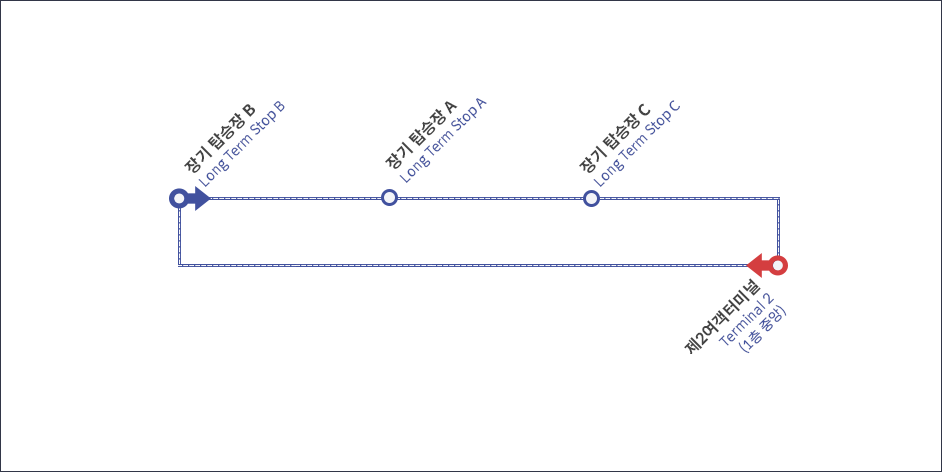 장기 탑승장 B
Long Term Stop B
장기 탑승장 A
Long Term Stop A
장기 탑승장 C
Long Term Stop C
제2여객터미널
Terminal 2
(1층 중앙)